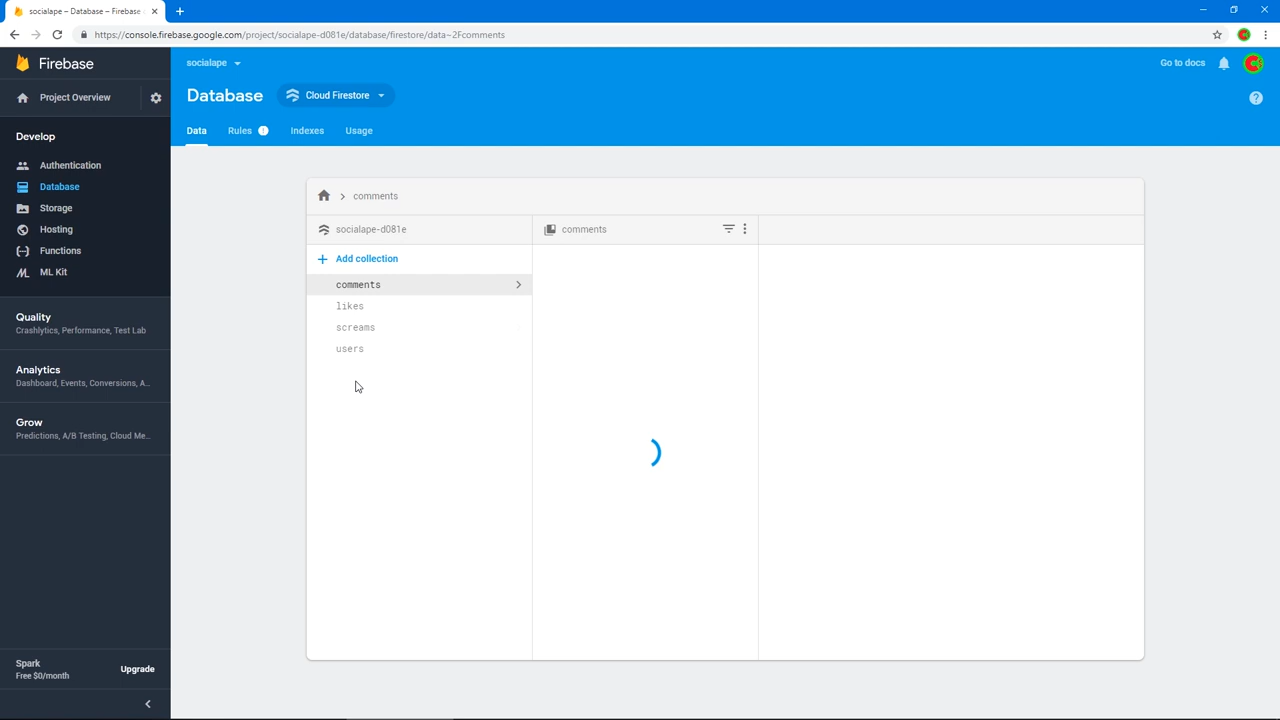 socialape – Database – Firebase
https://console.firebase.google.com/project/socialape-d081e/database/firestore/data~2Fcomments
Firebase
socialape
Go to docs
Project Overview
Database
Cloud Firestore
Data
Rules
Indexes
Usage
Develop
Authentication
Database
Storage
Hosting
Functions
ML Kit
Quality
Crashlytics, Performance, Test Lab
Analytics
Dashboard, Events, Conversions, A...
Grow
Predictions, A/B Testing, Cloud Me...
Spark
Free $0/month
Upgrade
comments
socialape-d081e
comments
Add collection
comments
likes
screams
users